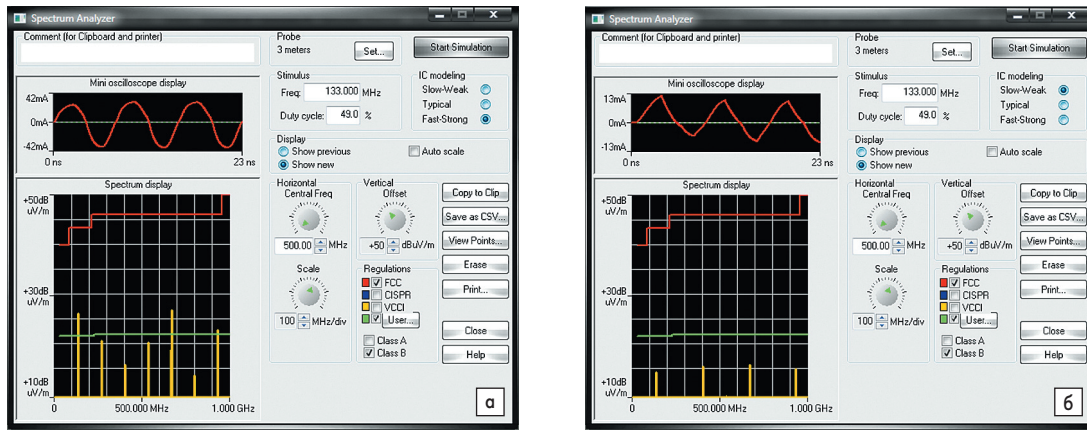 Spectrum Analyzer
Comment (for Clipboard and printer)
Probe
3 meters
Set...
Start Simulation
Mini oscilloscope display
42mA
0mA
-42mA
0 ns
23 ns
Stimulus
Freq: 133.000 MHz
Duty cycle: 49.0 %
IC modeling
Slow-Weak
Typical
Fast-Strong
Display
Show previous
Show new
Auto scale
Spectrum display
+50dB
uV/m
+30dB
uV/m
+10dB
uV/m
0
500.000 MHz
1.000 GHz
Horizontal
Central Freq
500.00 MHz
Scale
100 MHz/div
Vertical
Offset
+50 dBuV/m
Regulations
FCC
CISPR
VCCI
User...
Class A
Class B
Copy to Clip
Save as CSV...
View Points...
Erase
Print...
Close
Help
а
Spectrum Analyzer
Comment (for Clipboard and printer)
Probe
3 meters
Set...
Start Simulation
Mini oscilloscope display
13mA
0mA
-13mA
0 ns
23 ns
Stimulus
Freq: 133.000 MHz
Duty cycle: 49.0 %
IC modeling
Slow-Weak
Typical
Fast-Strong
Display
Show previous
Show new
Auto scale
Spectrum display
+50dB
uV/m
+30dB
uV/m
+10dB
uV/m
0
500.000 MHz
1.000 GHz
Horizontal
Central Freq
500.00 MHz
Scale
100 MHz/div
Vertical
Offset
+50 dBuV/m
Regulations
FCC
CISPR
VCCI
User...
Class A
Class B
Copy to Clip
Save as CSV...
View Points...
Erase
Print...
Close
Help
б